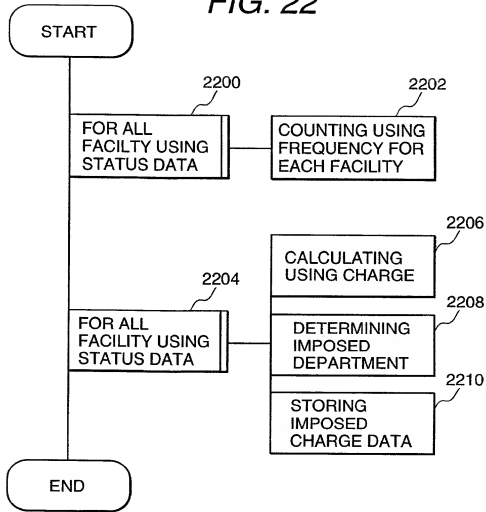 FIG. 22
START
2200
FOR ALL
FACILTY USING
STATUS DATA
2202
COUNTING USING
FREQUENCY FOR
EACH FACILITY
2204
FOR ALL
FACILITY USING
STATUS DATA
2206
CALCULATING
USING CHARGE
2208
DETERMINING
IMPOSED
DEPARTMENT
2210
STORING
IMPOSED
CHARGE DATA
END